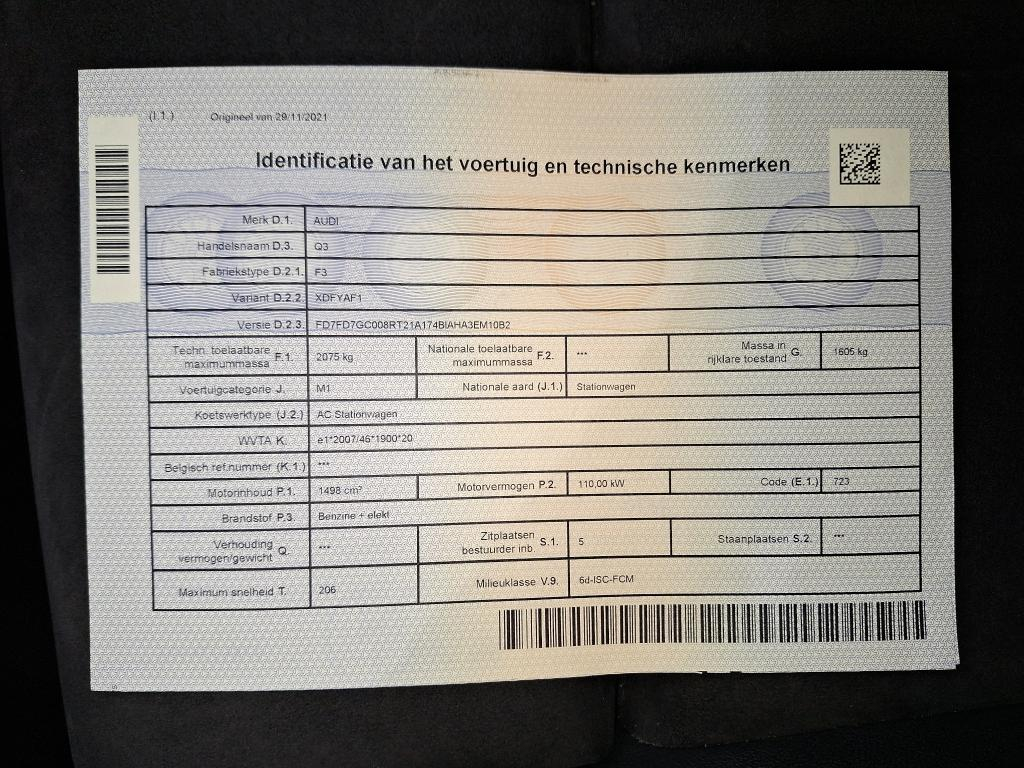 (I.1.) Origineel van 29/11/2021
Identificatie van het voertuig en technische kenmerken
Merk D.1. AUDI
Handelsnaam D.3. Q3
Fabriekstype D.2.1. F3
Variant D.2.2. XDFYAF1
Versie D.2.3. FD7FD7GC008RT21A174BIAHA3EM10B2
Techn. toelaatbare maximummassa F.1. 2075 kg Nationale toelaatbare maximummassa F.2. *** Massa in rijklare toestand G. 1605 kg
Voertuigcategorie J. M1 Nationale aard (J.1.) Stationwagen
Koetswerktype (J.2.) AC Stationwagen
WVTA K. e1*2007/46*1900*20
Belgisch ref.nummer (K.1.) ***
Motorinhoud P.1. 1498 cm³ Motorvermogen P.2. 110,00 kW Code (E.1.) 723
Brandstof P.3. Benzine + elekt
Verhouding vermogen/gewicht Q. *** Zitplaatsen bestuurder inb. S.1. 5 Staanplaatsen S.2. ***
Maximum snelheid T. 206 Milieuklasse V.9. 6d-ISC-FCM